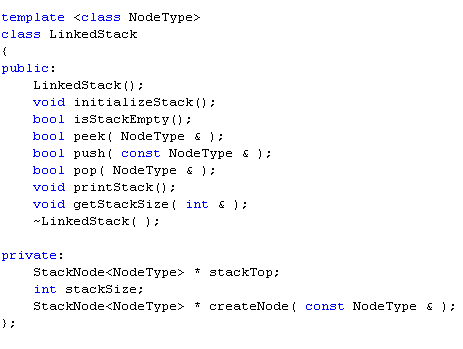 template <class NodeType>
class LinkedStack
{
public:
    LinkedStack();
    void initializeStack();
    bool isStackEmpty();
    bool peek( NodeType & );
    bool push( const NodeType & );
    bool pop( NodeType & );
    void printStack();
    void getStackSize( int & );
    ~LinkedStack( );

private:
    StackNode<NodeType> * stackTop;
    int stackSize;
    StackNode<NodeType> * createNode( const NodeType & );
};